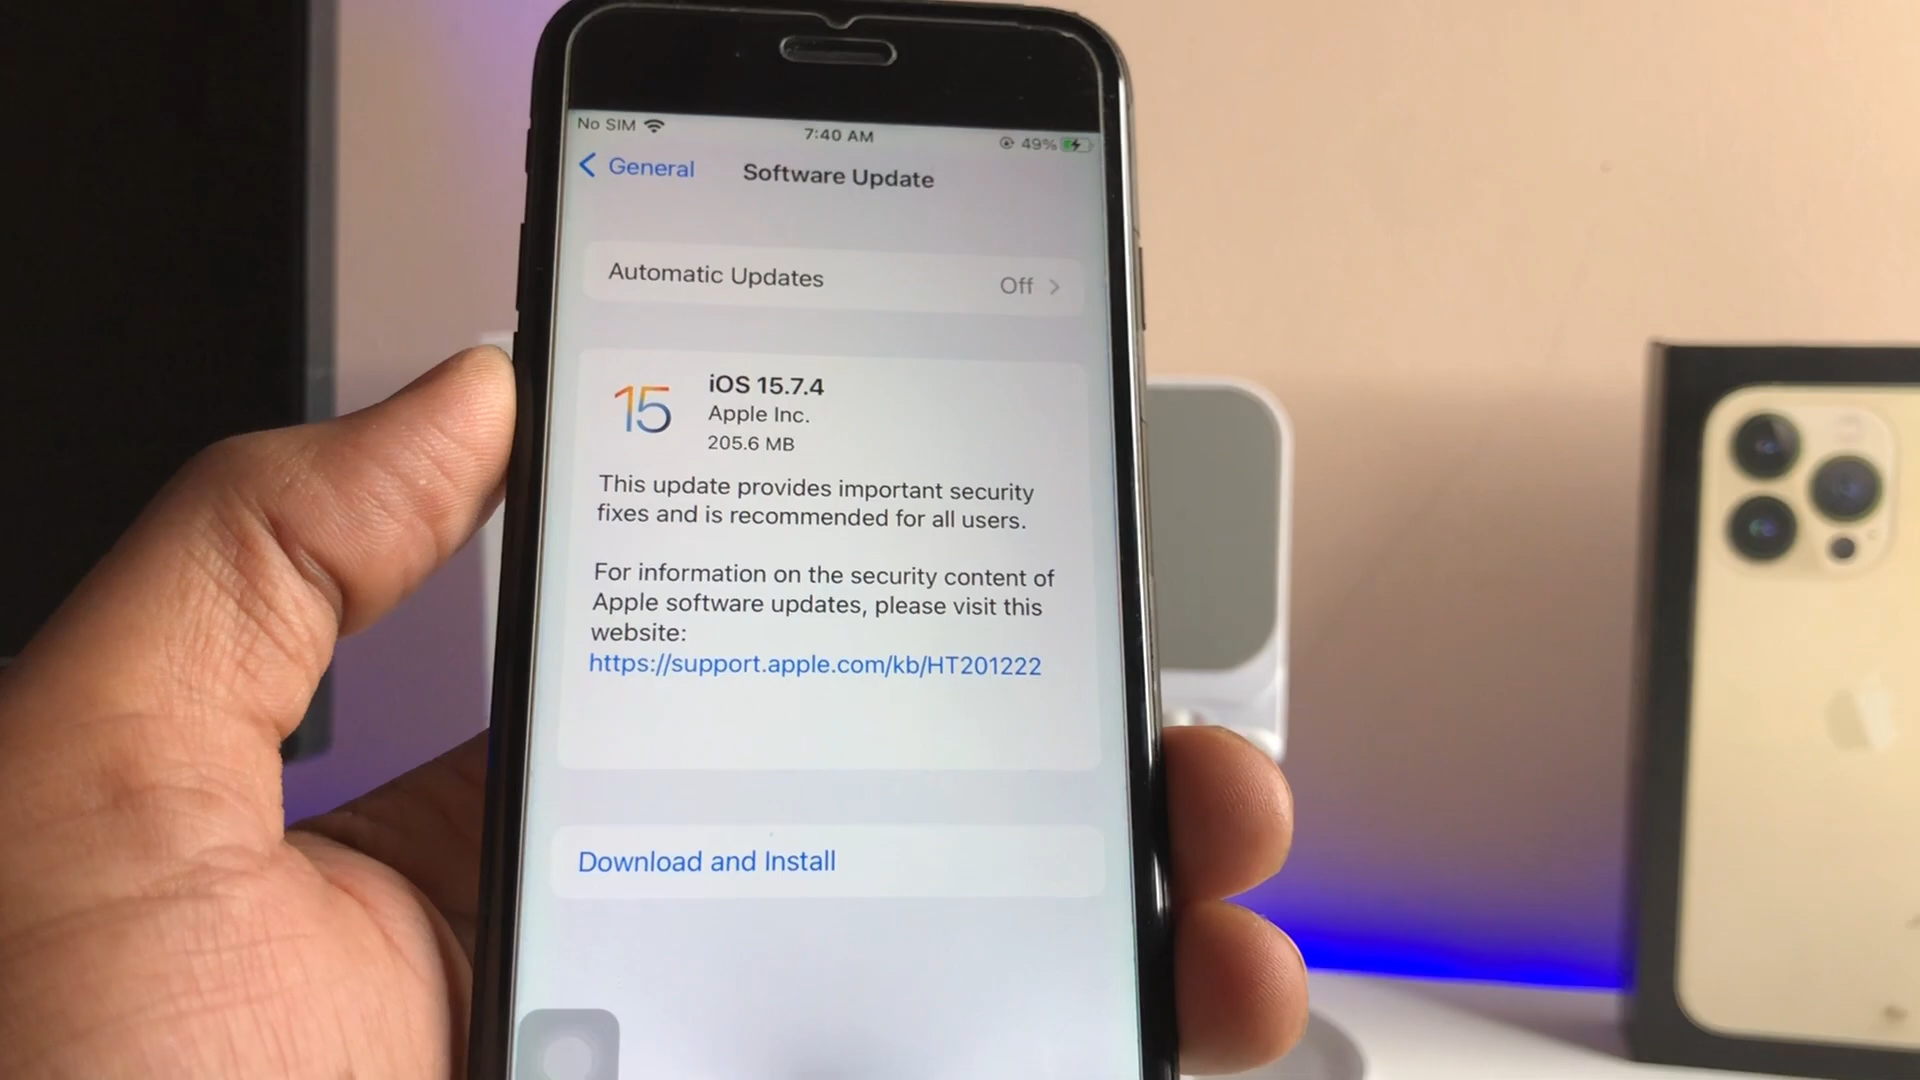 No SIM
7:40 AM
49%
General
Software Update
Automatic Updates
Off
15
iOS 15.7.4
Apple Inc.
205.6 MB
This update provides important security
fixes and is recommended for all users.
For information on the security content of
Apple software updates, please visit this
website:
https://support.apple.com/kb/HT201222
Download and Install